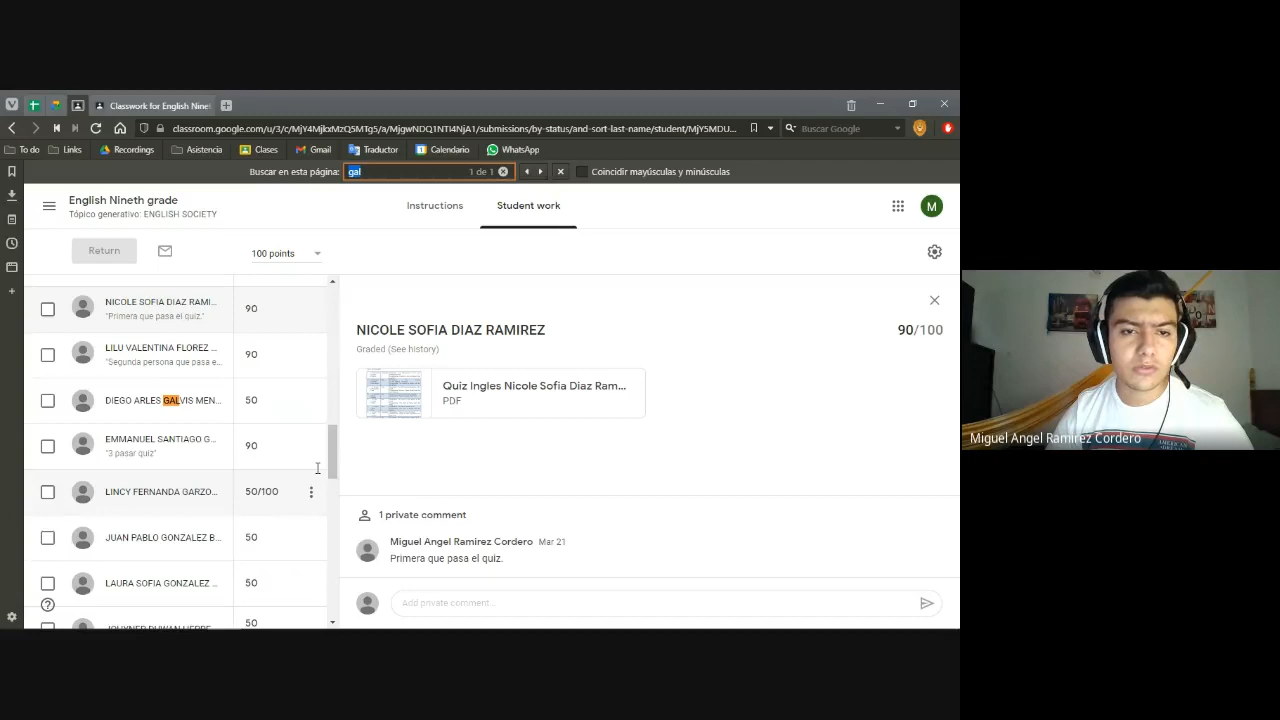 Classwork for English Ninet
classroom.google.com/u/3/c/MjY4MjkxMzQ5MTg5/a/MjgwNDQ1NTI4NjA1/submissions/by-status/and-sort-last-name/student/MjY5MDU...
Buscar Google
To do
Links
Recordings
Asistencia
Clases
Gmail
Traductor
Calendario
WhatsApp
Buscar en esta página:
gal
1 de 1
Coincidir mayúsculas y minúsculas
English Nineth grade
Tópico generativo: ENGLISH SOCIETY
Instructions
Student work
M
Return
100 points
NICOLE SOFIA DIAZ RAMI...
"Primera que pasa el quiz."
90
LILU VALENTINA FLOREZ ...
"Segunda persona que pasa e...
90
DIEGO ARLES GALVIS MEN...
50
EMMANUEL SANTIAGO G...
"3 pasar quiz"
90
LINCY FERNANDA GARZO...
50/100
JUAN PABLO GONZALEZ B...
50
LAURA SOFIA GONZALEZ ...
50
50
NICOLE SOFIA DIAZ RAMIREZ
90/100
Graded (See history)
Quiz Ingles Nicole Sofia Diaz Ram...
PDF
1 private comment
Miguel Angel Ramirez Cordero Mar 21
Primera que pasa el quiz.
Add private comment...
Miguel Angel Ramirez Cordero